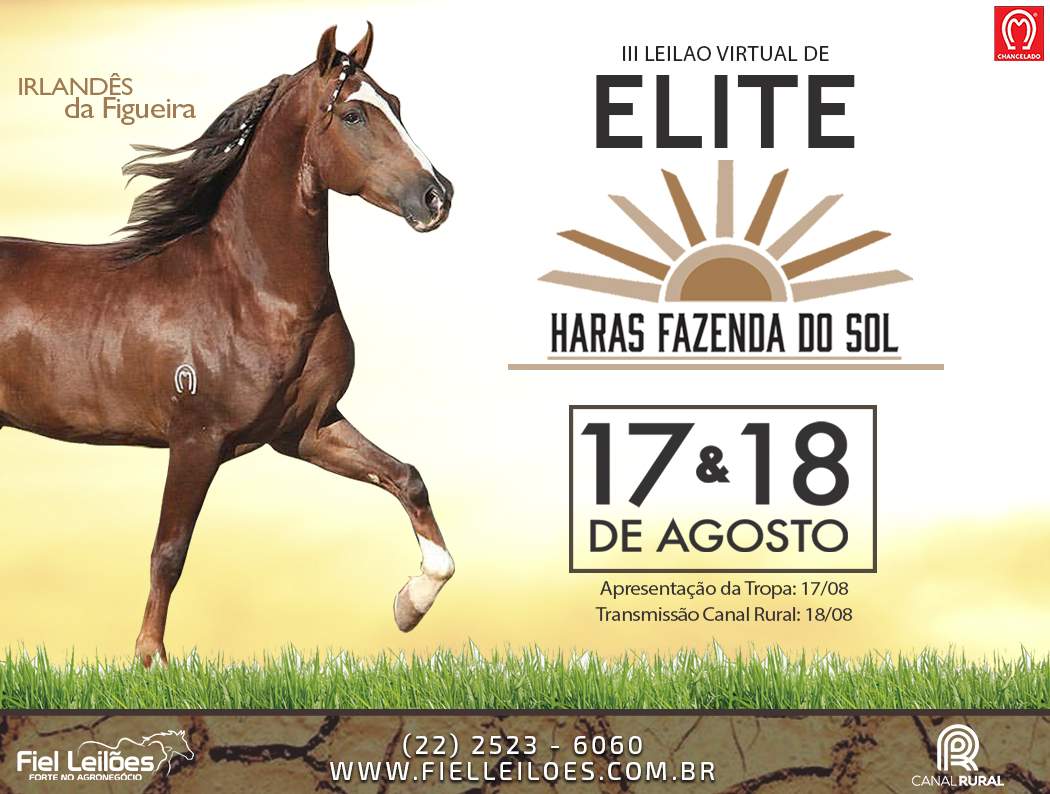 IRLANDÊS
da Figueira
III LEILAO VIRTUAL DE
ELITE
CHANCELADO
HARAS FAZENDA DO SOL
17 & 18
DE AGOSTO
Apresentação da Tropa: 17/08
Transmissão Canal Rural: 18/08
Fiel Leilões
FORTE NO AGRONEGÓCIO
(22) 2523 - 6060
WWW.FIELLEILOES.COM.BR
CANAL RURAL